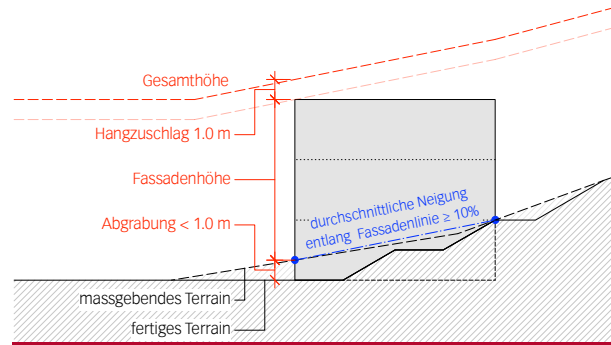 Gesamthöhe
Hangzuschlag 1.0 m
Fassadenhöhe
durchschnittliche Neigung
entlang Fassadenlinie ≥ 10%
Abgrabung < 1.0 m
massgebendes Terrain
fertiges Terrain